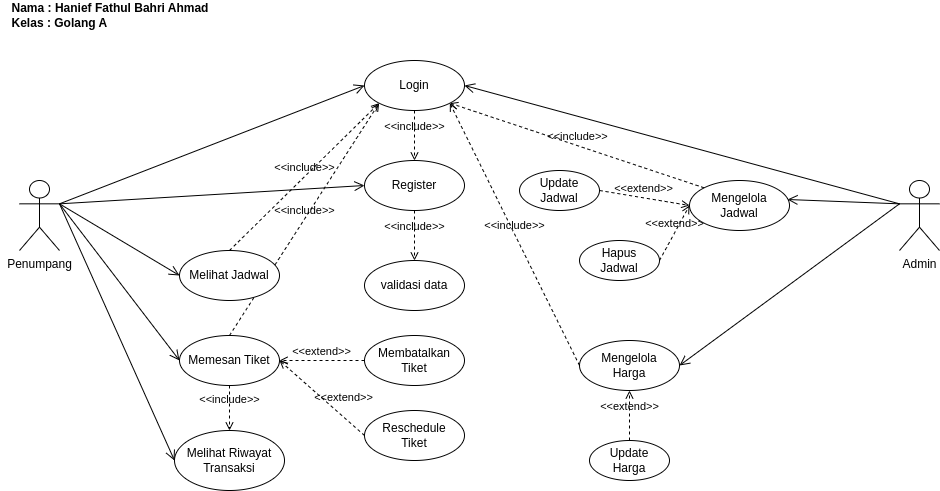 Nama : Hanief Fathul Bahri Ahmad
Kelas : Golang A
Login
<<include>>
<<include>>
<<include>>
Register
Update
Jadwal
<<extend>>
Mengelola
Jadwal
<<include>>
<<include>>
<<include>>
<<extend>>
Penumpang
Melihat Jadwal
validasi data
Hapus
Jadwal
Admin
Memesan Tiket
<<extend>>
Membatalkan
Tiket
Mengelola
Harga
<<include>>
<<extend>>
<<extend>>
Melihat Riwayat
Transaksi
Reschedule
Tiket
Update
Harga